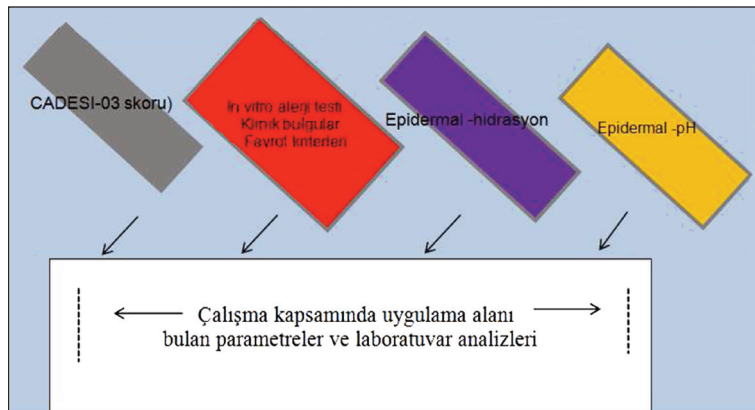 CADESI-03 skoru)
İn vitro alerji testi
Klinik bulgular
Favrot kriterleri
Epidermal -hidrasyon
Epidermal -pH
Çalışma kapsamında uygulama alanı
bulan parametreler ve laboratuvar analizleri